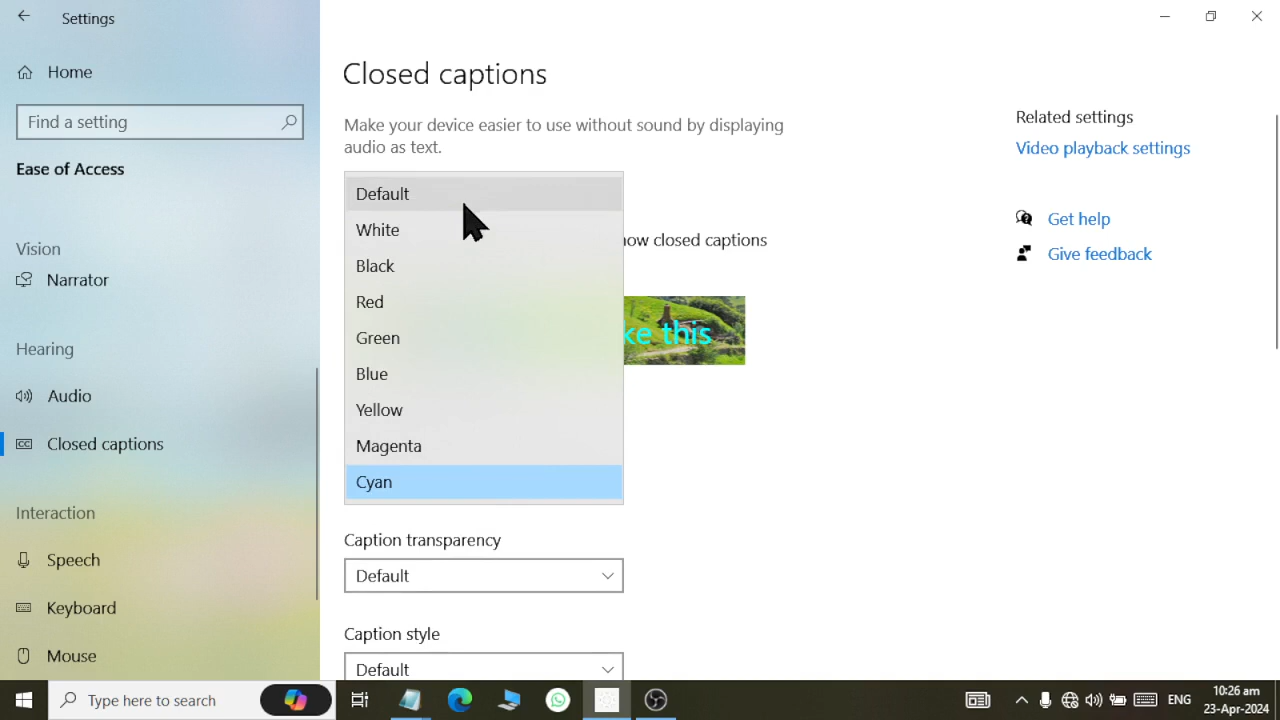 Settings
Home
Find a setting
Ease of Access
Vision
Narrator
Hearing
Audio
Closed captions
Interaction
Speech
Keyboard
Mouse
Closed captions
Make your device easier to use without sound by displaying
audio as text.
Default
White
Black
Red
Green
Blue
Yellow
Magenta
Cyan
closed captions
this
Caption transparency
Default
Caption style
Default
Related settings
Video playback settings
Get help
Give feedback
Type here to search
ENG
10:26 am
23-Apr-2024